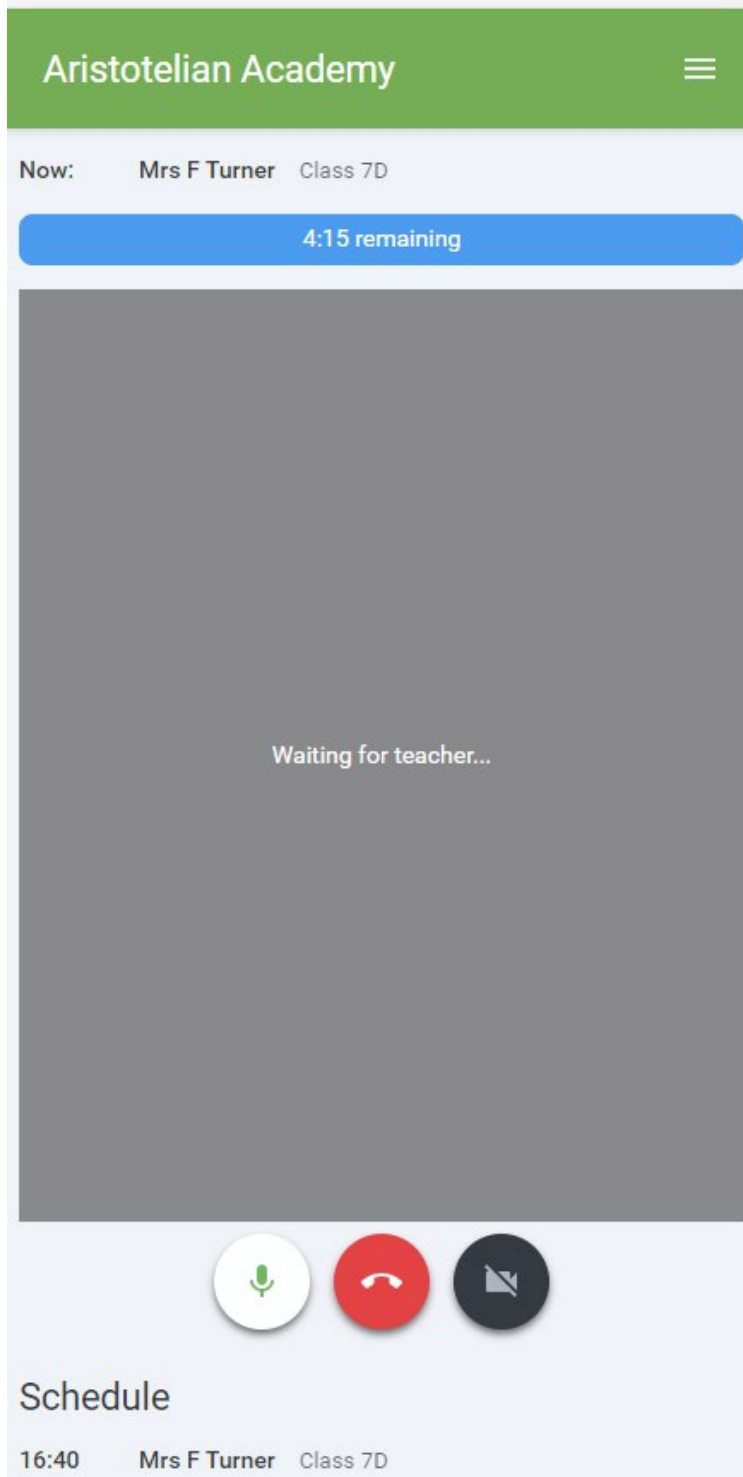 Aristotelian Academy
Now: Mrs F Turner Class 7D
4:15 remaining
Waiting for teacher...
Schedule
16:40 Mrs F Turner Class 7D